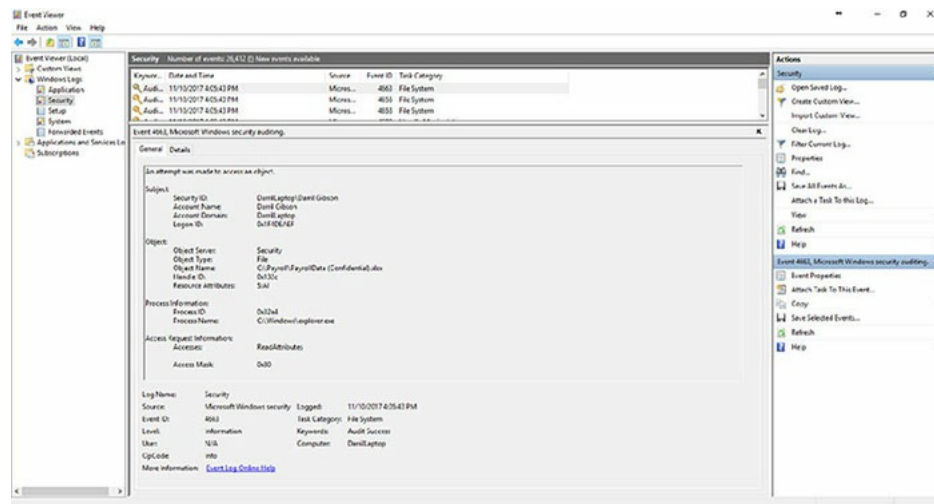 Event Viewer
File Action View Help
Event Viewer (Local)
Custom Views
Windows Logs
Application
Security
Setup
System
Forwarded Events
Applications and Services Lo
Subscriptions
Security Number of events: 26,412 (!) New events available
Keywor... Date and Time Source Event ID Task Category
Audi... 11/10/2017 4:05:43 PM Micros... 4663 File System
Audi... 11/10/2017 4:05:43 PM Micros... 4656 File System
Audi... 11/10/2017 4:05:43 PM Micros... 4658 File System
Event 4663, Microsoft Windows security auditing.
General Details
An attempt was made to access an object.
Subject:
Security ID:
Account Name:
Account Domain:
Logon ID:
Object:
Object Server: Security
Object Type: File
Object Name: C:\Payroll\PayrollData (Confidential).xlsx
Handle ID:
Resource Attributes: S:AI
Process Information:
Process ID:
Process Name: C:\Windows\explorer.exe
Access Request Information:
Accesses: ReadAttributes
Access Mask: 0x80
Log Name: Security
Source: Microsoft Windows security Logged: 11/10/2017 4:05:43 PM
Event ID: 4663 Task Category: File System
Level: Information Keywords: Audit Success
User: N/A Computer:
OpCode: Info
More Information: Event Log Online Help
Actions
Security
Open Saved Log...
Create Custom View...
Import Custom View...
Clear Log...
Filter Current Log...
Properties
Find...
Save All Events As...
Attach a Task To this Log...
View
Refresh
Help
Event 4663, Microsoft Windows security auditing.
Event Properties
Attach Task To This Event...
Copy
Save Selected Events...
Refresh
Help